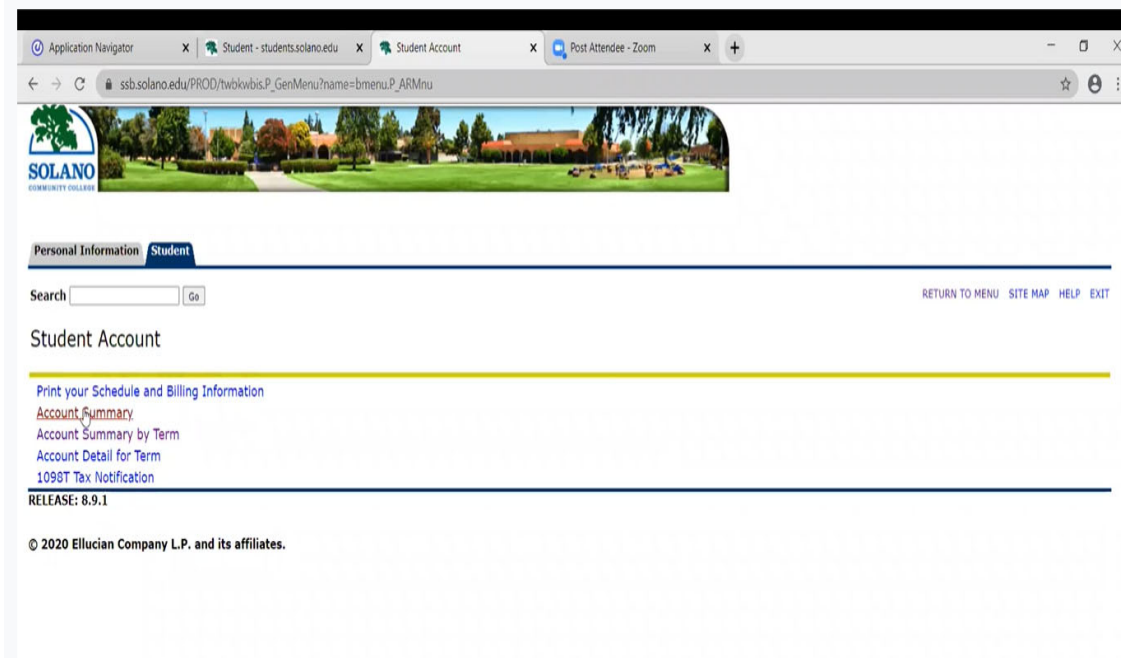 Application Navigator
Student - students.solano.edu
Student Account
Post Attendee - Zoom
ssb.solano.edu/PROD/twbkwbis.P_GenMenu?name=bmenu.P_ARMnu
SOLANO
COMMUNITY COLLEGE
Personal Information Student
Search Go
RETURN TO MENU SITE MAP HELP EXIT
Student Account
Print your Schedule and Billing Information
Account Summary
Account Summary by Term
Account Detail for Term
1098T Tax Notification
RELEASE: 8.9.1
© 2020 Ellucian Company L.P. and its affiliates.